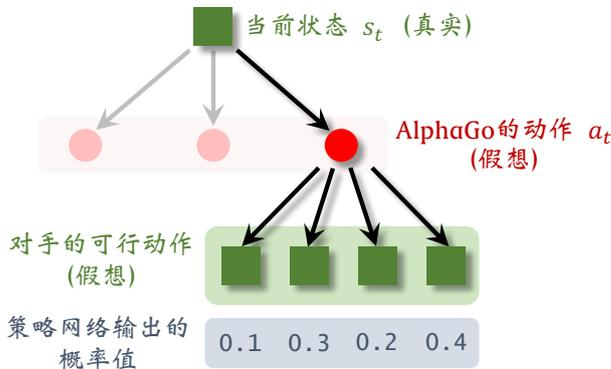 当前状态 sₜ (真实)
AlphaGo的动作 aₜ
(假想)
对手的可行动作
(假想)
策略网络输出的
概率值
0.1 0.3 0.2 0.4